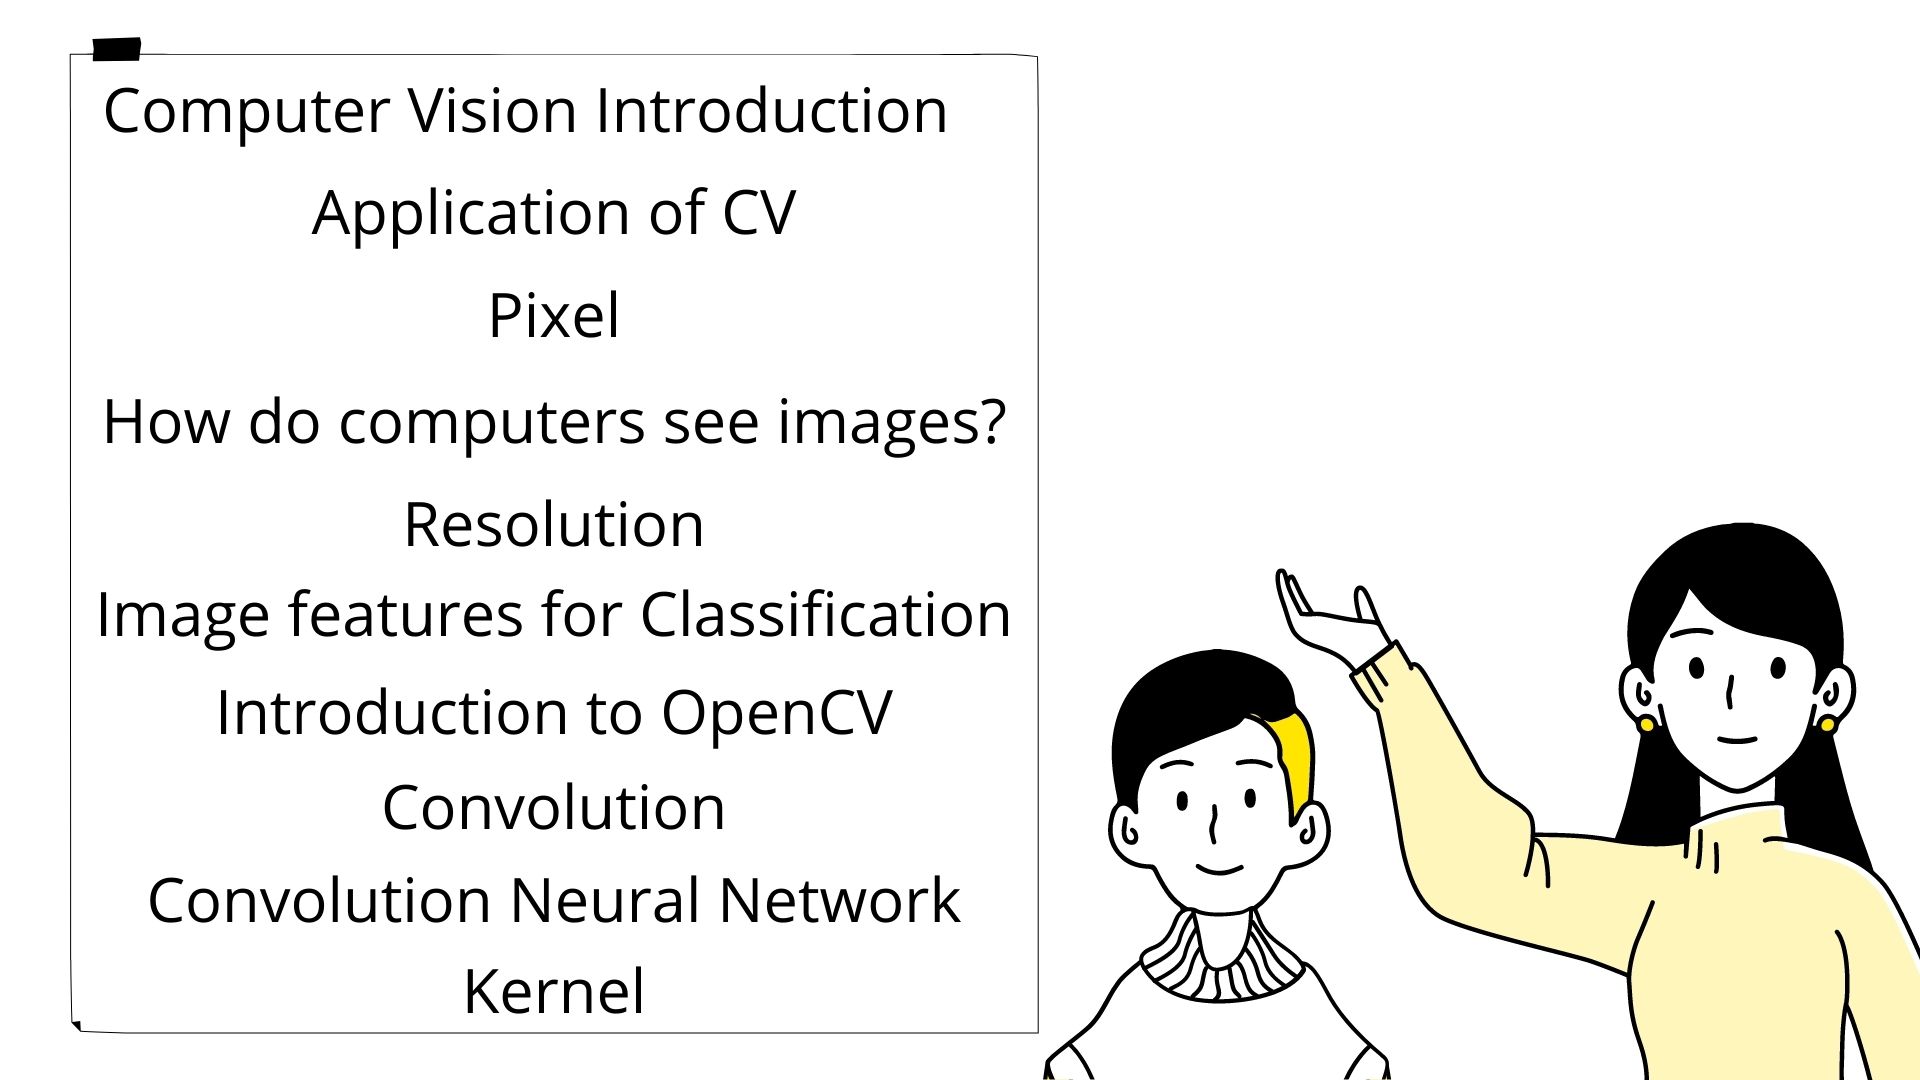 Computer Vision Introduction
Application of CV
Pixel
How do computers see images?
Resolution
Image features for Classification
Introduction to OpenCV
Convolution
Convolution Neural Network
Kernel